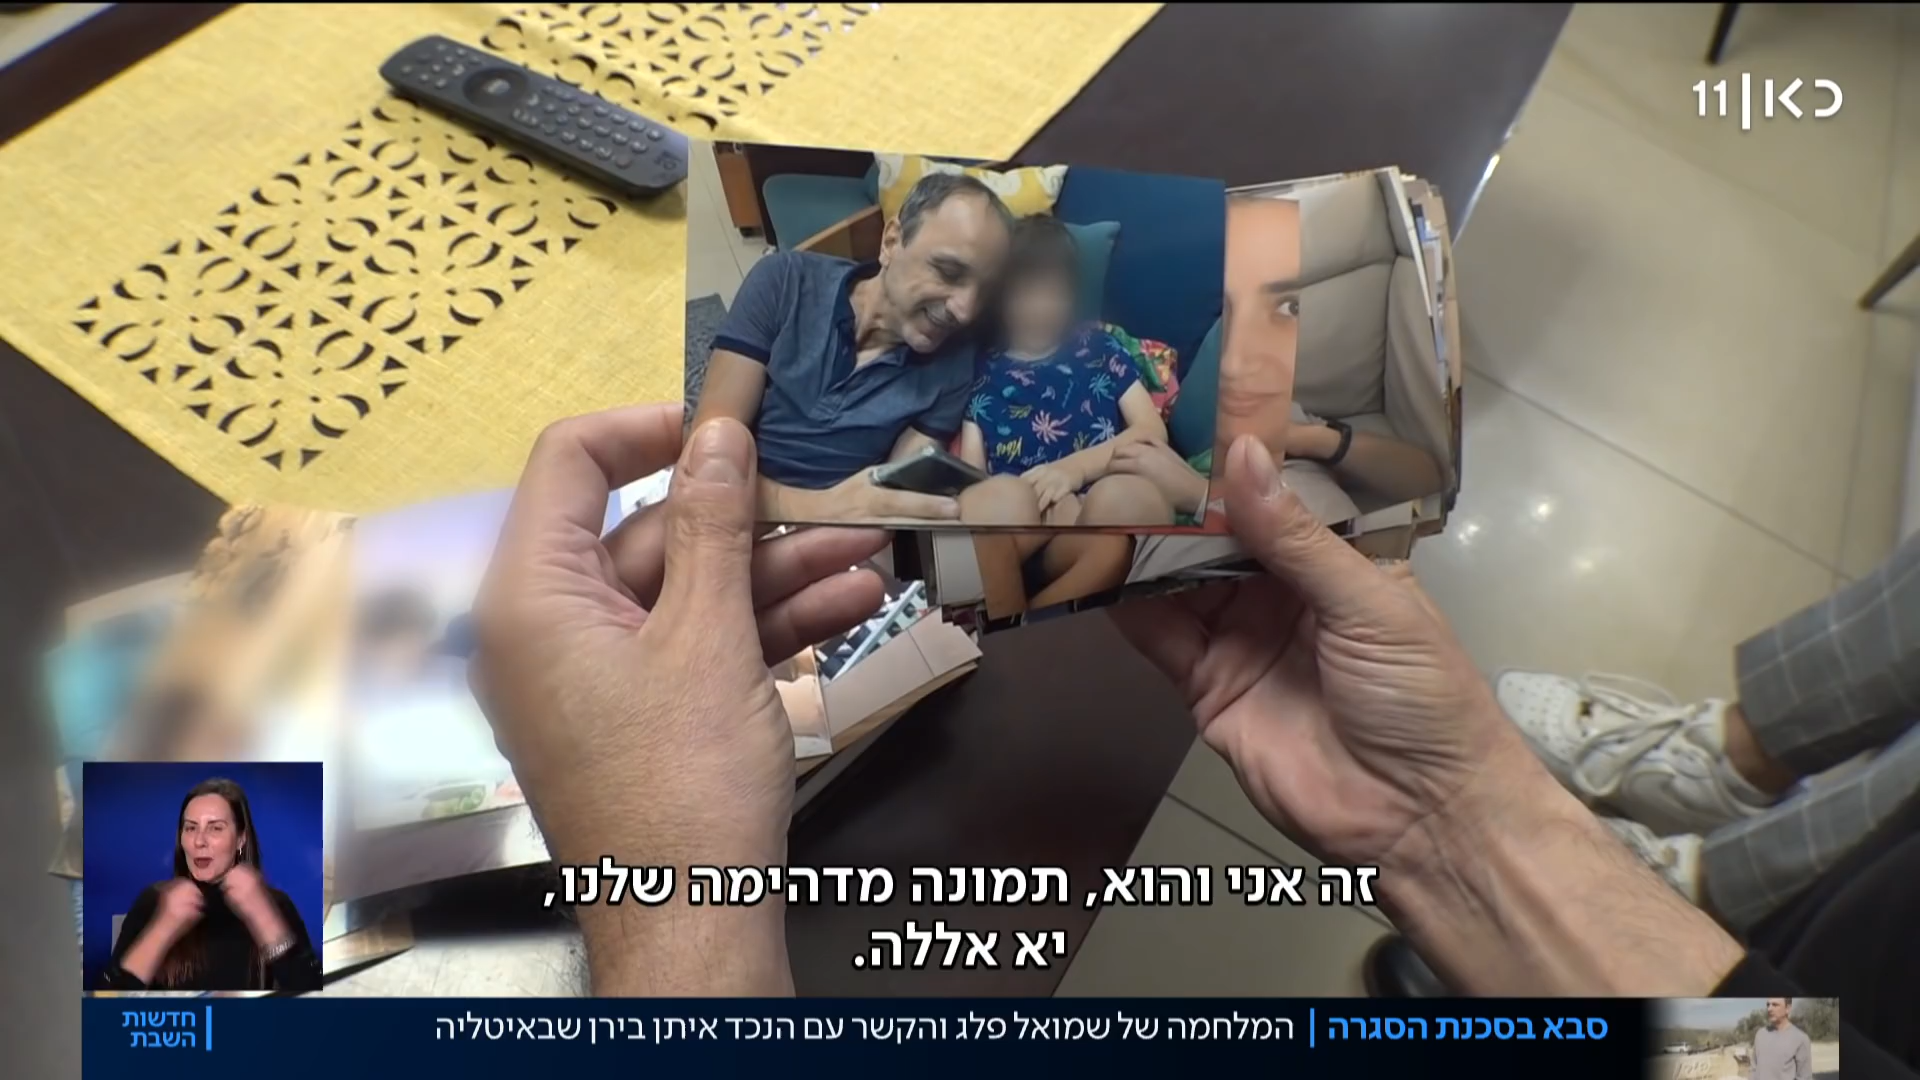 כאן 11
זה אני והוא, תמונה מדהימה שלנו,
יא אללה.
סבא בסכנת הסגרה | המלחמה של שמואל פלג והקשר עם הנכד איתן בירן שבאיטליה
חדשות
השבת